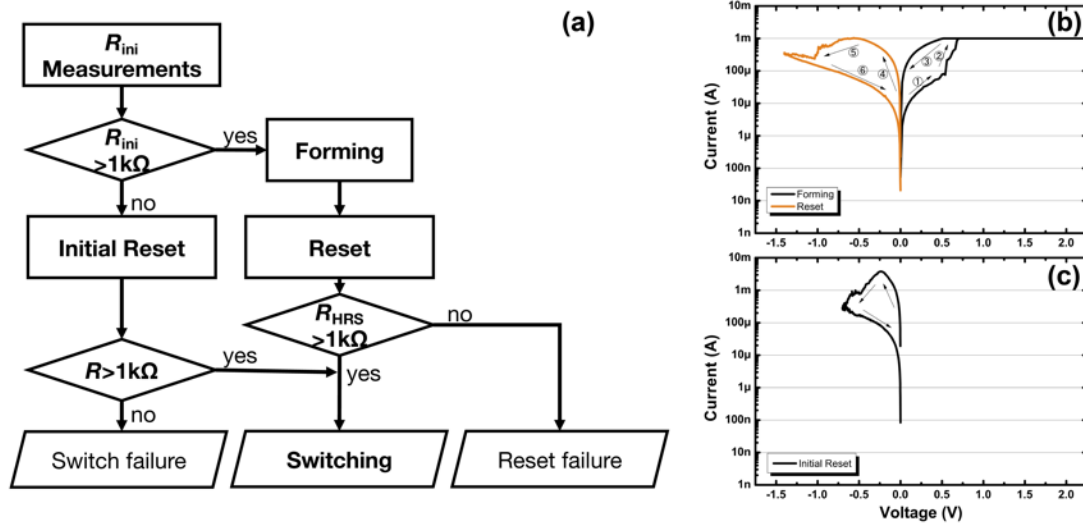 (a)
R_ini
Measurements
R_ini
>1kΩ
yes
Forming
no
Initial Reset
Reset
R_HRS
>1kΩ
no
R>1kΩ
yes
yes
no
Switch failure
Switching
Reset failure
(b)
Current (A)
10m
1m
100μ
10μ
1μ
100n
10n
1n
⑤
⑥
④
③
②
①
Forming
Reset
-1.5
-1.0
-0.5
0.0
0.5
1.0
1.5
2.0
(c)
Current (A)
10m
1m
100μ
10μ
1μ
100n
10n
1n
Initial Reset
-1.5
-1.0
-0.5
0.0
0.5
1.0
1.5
2.0
Voltage (V)